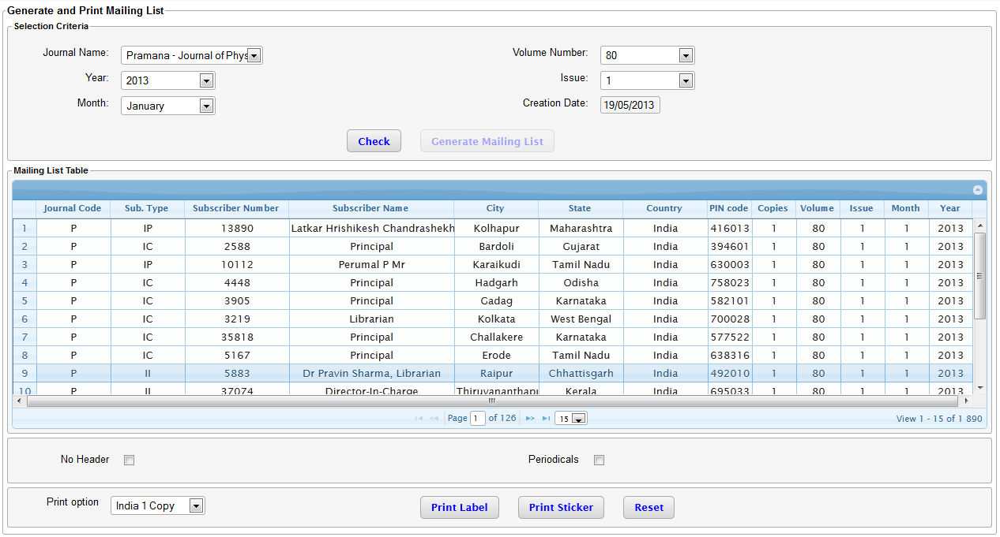 Generate and Print Mailing List
Selection Criteria
Journal Name: Pramana - Journal of Phys Volume Number: 80
Year: 2013 Issue: 1
Month: January Creation Date: 19/05/2013
Check Generate Mailing List
Mailing List Table
Journal Code Sub. Type Subscriber Number Subscriber Name City State Country PIN code Copies Volume Issue Month Year
1 P IP 13890 Latkar Hrishikesh Chandrashekh Kolhapur Maharashtra India 416013 1 80 1 1 2013
2 P IC 2588 Principal Bardoli Gujarat India 394601 1 80 1 1 2013
3 P IP 10112 Perumal P Mr Karaikudi Tamil Nadu India 630003 1 80 1 1 2013
4 P IC 4448 Principal Hadgarh Odisha India 758023 1 80 1 1 2013
5 P IC 3905 Principal Gadag Karnataka India 582101 1 80 1 1 2013
6 P IC 3219 Librarian Kolkata West Bengal India 700028 1 80 1 1 2013
7 P IC 35818 Principal Challakere Karnataka India 577522 1 80 1 1 2013
8 P IC 5167 Principal Erode Tamil Nadu India 638316 1 80 1 1 2013
9 P II 5883 Dr Pravin Sharma, Librarian Raipur Chhattisgarh India 492010 1 80 1 1 2013
10 P II 37074 Director-In-Charge Thiruvananthapu Kerala India 695033 1 80 1 1 2013
Page 1 of 126 15 View 1 - 15 of 1 890
No Header Periodicals
Print option India 1 Copy Print Label Print Sticker Reset